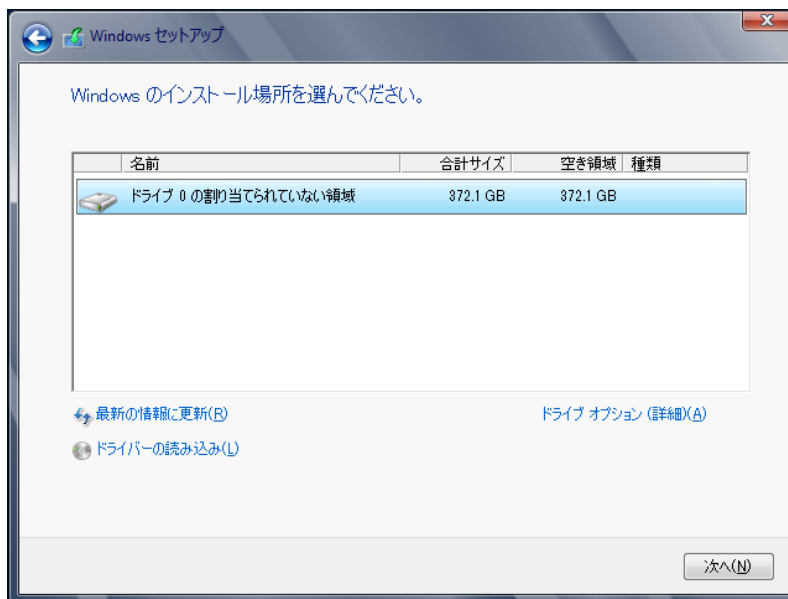 Windows セットアップ
Windows のインストール場所を選んでください。
名前 合計サイズ 空き領域 種類
ドライブ 0 の割り当てられていない領域 372.1 GB 372.1 GB
最新の情報に更新(R) ドライブ オプション (詳細)(A)
ドライバーの読み込み(L)
次へ(N)